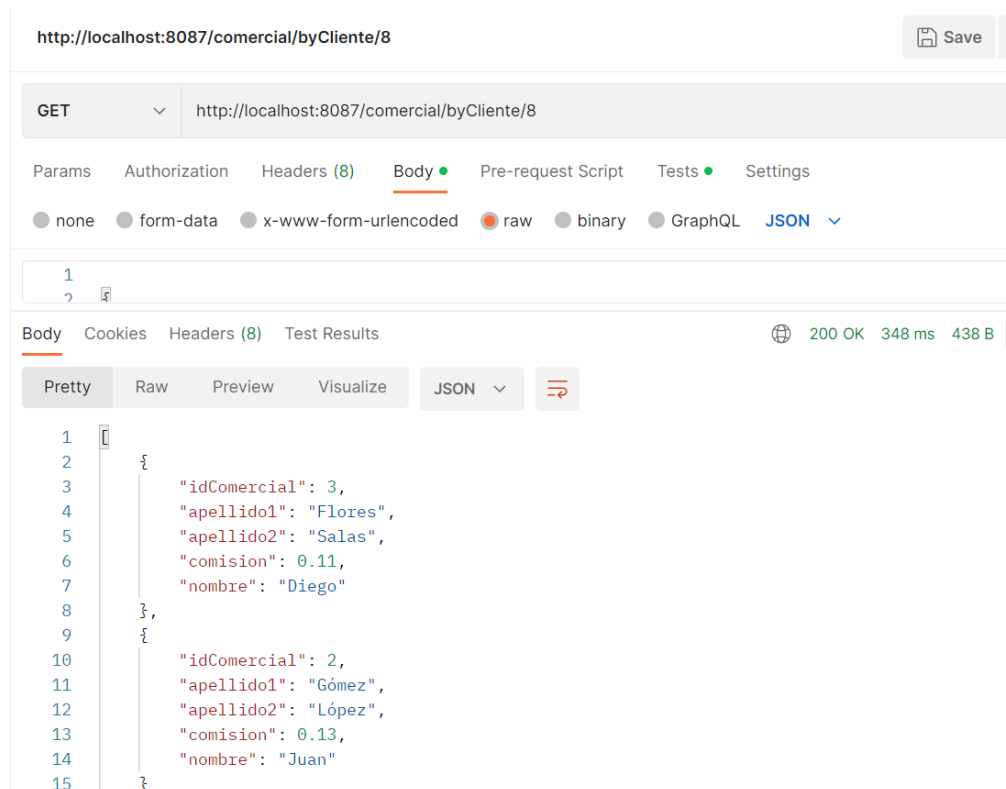 http://localhost:8087/comercial/byCliente/8 Save
GET http://localhost:8087/comercial/byCliente/8
Params Authorization Headers (8) Body Pre-request Script Tests Settings
none form-data x-www-form-urlencoded raw binary GraphQL JSON
1
2 {
Body Cookies Headers (8) Test Results 200 OK 348 ms 438 B
Pretty Raw Preview Visualize JSON
1 [
2 {
3 "idComercial": 3,
4 "apellido1": "Flores",
5 "apellido2": "Salas",
6 "comision": 0.11,
7 "nombre": "Diego"
8 },
9 {
10 "idComercial": 2,
11 "apellido1": "Gómez",
12 "apellido2": "López",
13 "comision": 0.13,
14 "nombre": "Juan"
15 }